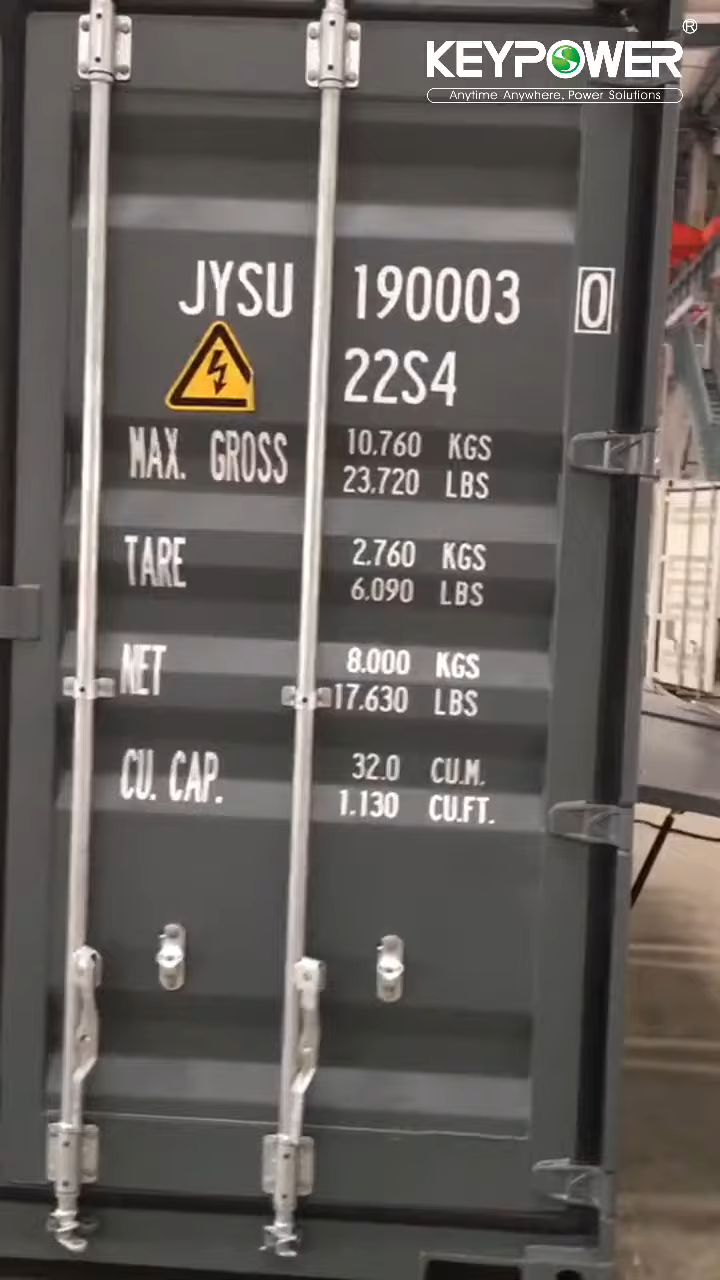 KEYPOWER®
Anytime Anywhere, Power Solutions
JYSU 190003 0
22S4
MAX. GROSS 10.760 KGS
23.720 LBS
TARE 2.760 KGS
6.090 LBS
NET 8.000 KGS
17.630 LBS
CU. CAP. 32.0 CU.M.
1.130 CU.FT.